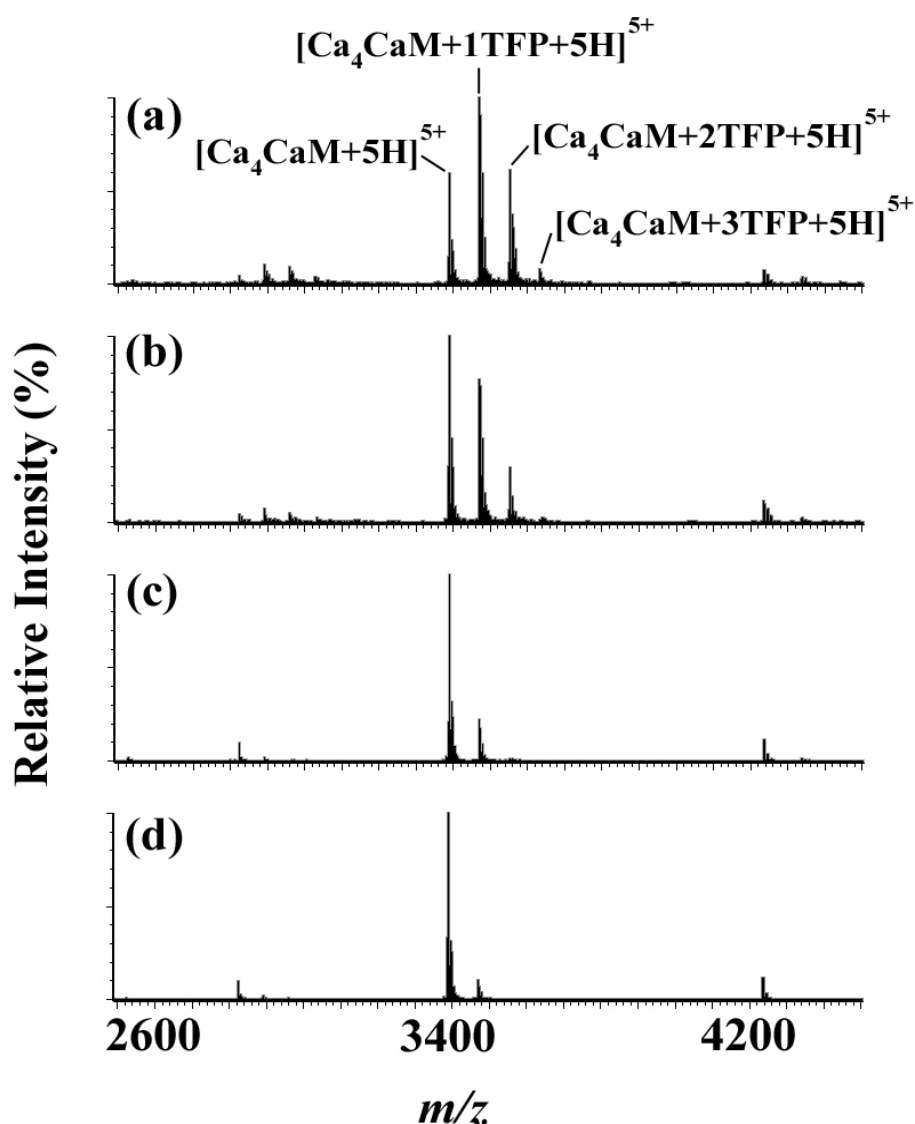 [Ca₄CaM+1TFP+5H]⁵⁺
(a)
[Ca₄CaM+5H]⁵⁺
[Ca₄CaM+2TFP+5H]⁵⁺
[Ca₄CaM+3TFP+5H]⁵⁺
(b)
Relative Intensity (%)
(c)
(d)
2600 3400 4200
m/z